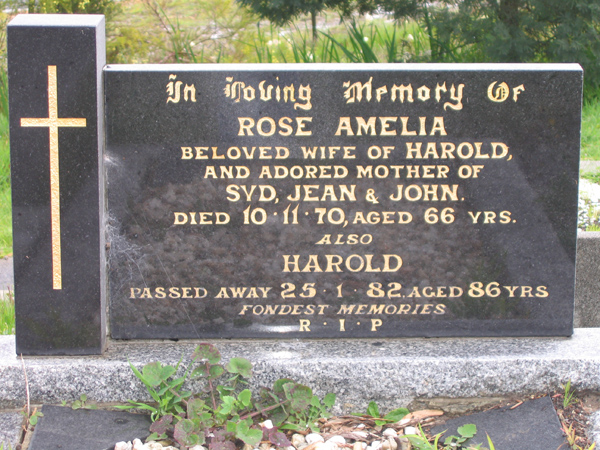 In Loving Memory Of
ROSE AMELIA
BELOVED WIFE OF HAROLD,
AND ADORED MOTHER OF
SYD, JEAN & JOHN.
DIED 10·11·70, AGED 66 YRS.
ALSO
HAROLD
PASSED AWAY 25·1·82, AGED 86 YRS
FONDEST MEMORIES
R·I·P